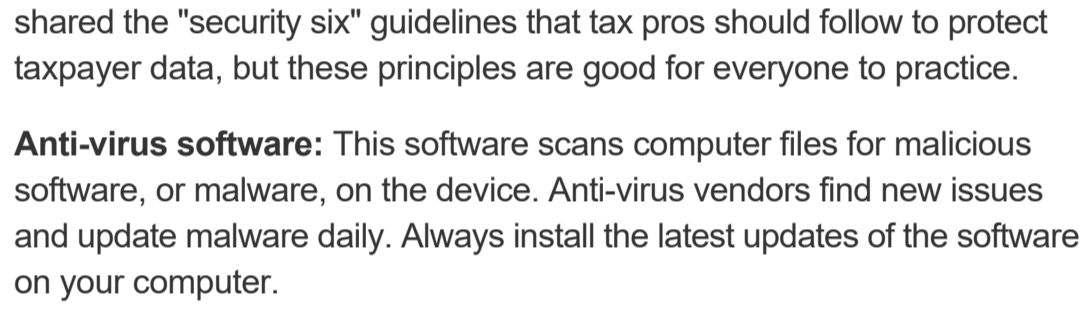 shared the "security six" guidelines that tax pros should follow to protect
taxpayer data, but these principles are good for everyone to practice.
Anti-virus software: This software scans computer files for malicious
software, or malware, on the device. Anti-virus vendors find new issues
and update malware daily. Always install the latest updates of the software
on your computer.